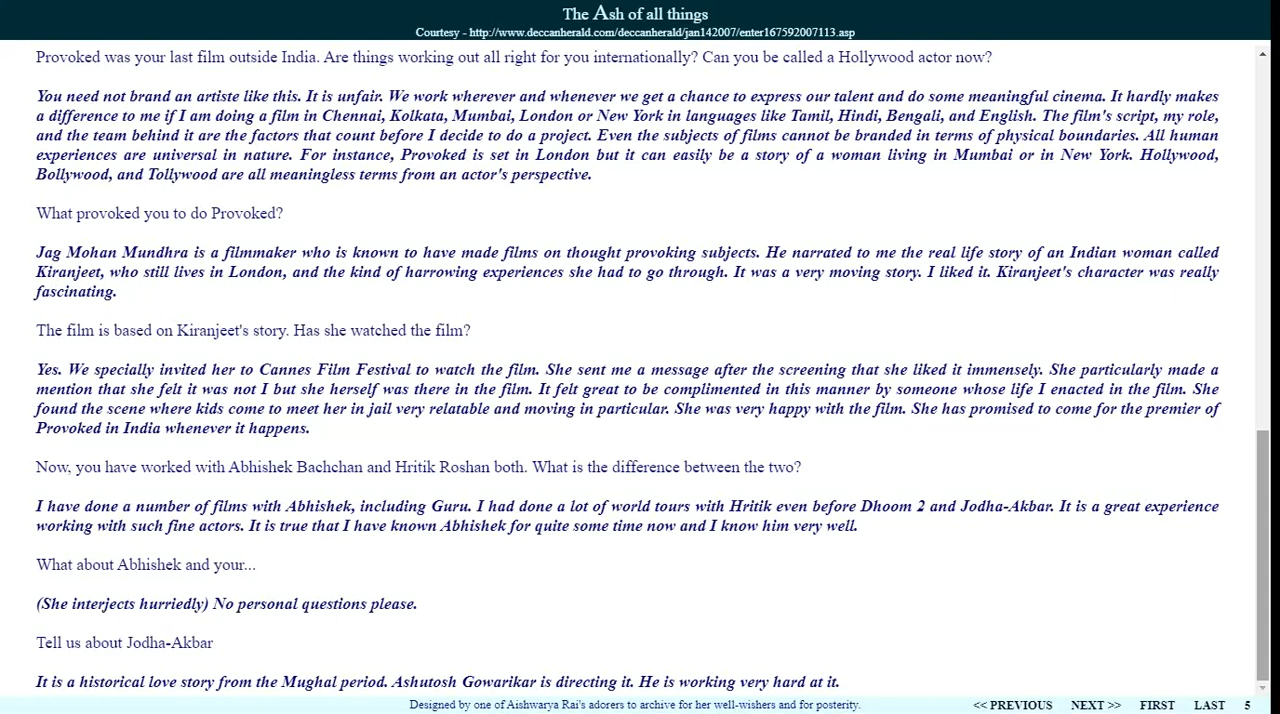 The Ash of all things
Courtesy - http://www.deccanherald.com/deccanherald/jan142007/enter167592007113.asp
Provoked was your last film outside India. Are things working out all right for you internationally? Can you be called a Hollywood actor now?
You need not brand an artiste like this. It is unfair. We work wherever and whenever we get a chance to express our talent and do some meaningful cinema. It hardly makes
a difference to me if I am doing a film in Chennai, Kolkata, Mumbai, London or New York in languages like Tamil, Hindi, Bengali, and English. The film's script, my role,
and the team behind it are the factors that count before I decide to do a project. Even the subjects of films cannot be branded in terms of physical boundaries. All human
experiences are universal in nature. For instance, Provoked is set in London but it can easily be a story of a woman living in Mumbai or in New York. Hollywood,
Bollywood, and Tollywood are all meaningless terms from an actor's perspective.
What provoked you to do Provoked?
Jag Mohan Mundhra is a filmmaker who is known to have made films on thought provoking subjects. He narrated to me the real life story of an Indian woman called
Kiranjeet, who still lives in London, and the kind of harrowing experiences she had to go through. It was a very moving story. I liked it. Kiranjeet's character was really
fascinating.
The film is based on Kiranjeet's story. Has she watched the film?
Yes. We specially invited her to Cannes Film Festival to watch the film. She sent me a message after the screening that she liked it immensely. She particularly made a
mention that she felt it was not I but she herself was there in the film. It felt great to be complimented in this manner by someone whose life I enacted in the film. She
found the scene where kids come to meet her in jail very relatable and moving in particular. She was very happy with the film. She has promised to come for the premier of
Provoked in India whenever it happens.
Now, you have worked with Abhishek Bachchan and Hritik Roshan both. What is the difference between the two?
I have done a number of films with Abhishek, including Guru. I had done a lot of world tours with Hritik even before Dhoom 2 and Jodha-Akbar. It is a great experience
working with such fine actors. It is true that I have known Abhishek for quite some time now and I know him very well.
What about Abhishek and your...
(She interjects hurriedly) No personal questions please.
Tell us about Jodha-Akbar
It is a historical love story from the Mughal period. Ashutosh Gowarikar is directing it. He is working very hard at it.
Designed by one of Aishwarya Rai's adorers to archive for her well-wishers and for posterity. << PREVIOUS NEXT >> FIRST LAST 5